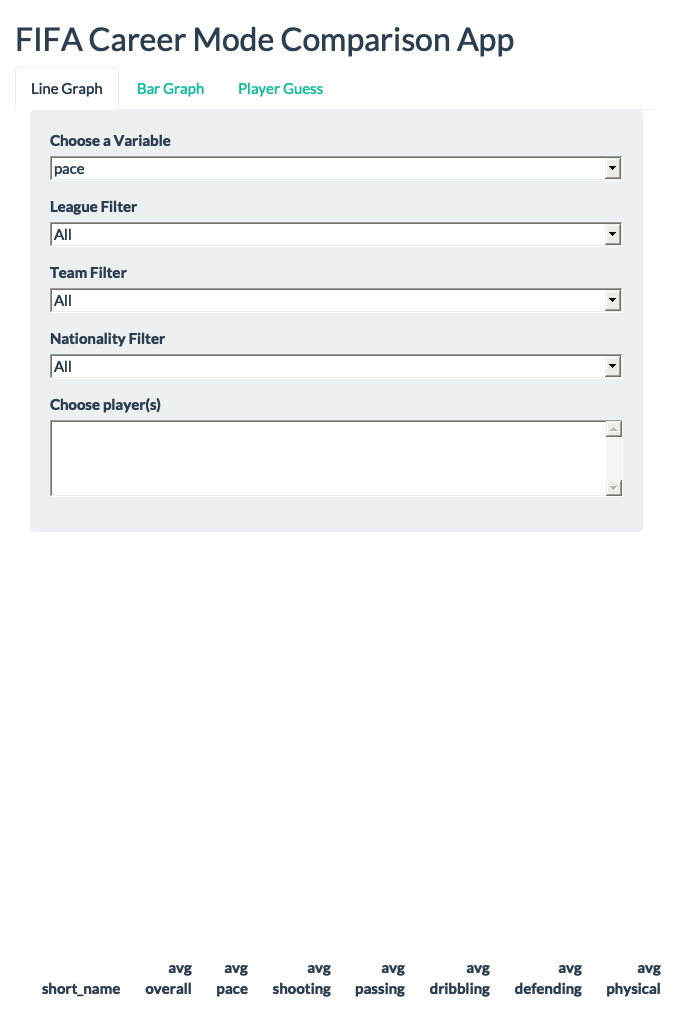 FIFA Career Mode Comparison App
Line Graph Bar Graph Player Guess
Choose a Variable
pace
League Filter
All
Team Filter
All
Nationality Filter
All
Choose player(s)
avg avg avg avg avg avg avg
short_name overall pace shooting passing dribbling defending physical